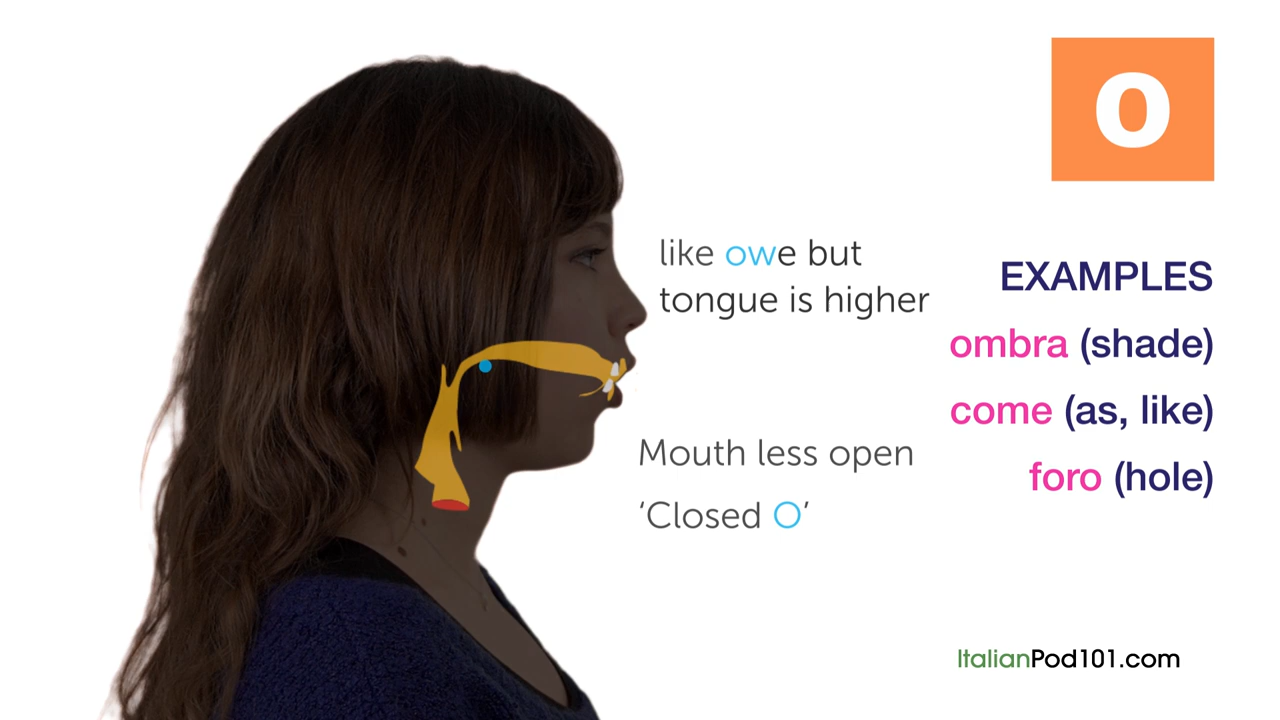 O
like owe but
tongue is higher
EXAMPLES
ombra (shade)
come (as, like)
foro (hole)
Mouth less open
‘Closed O’
ItalianPod101.com